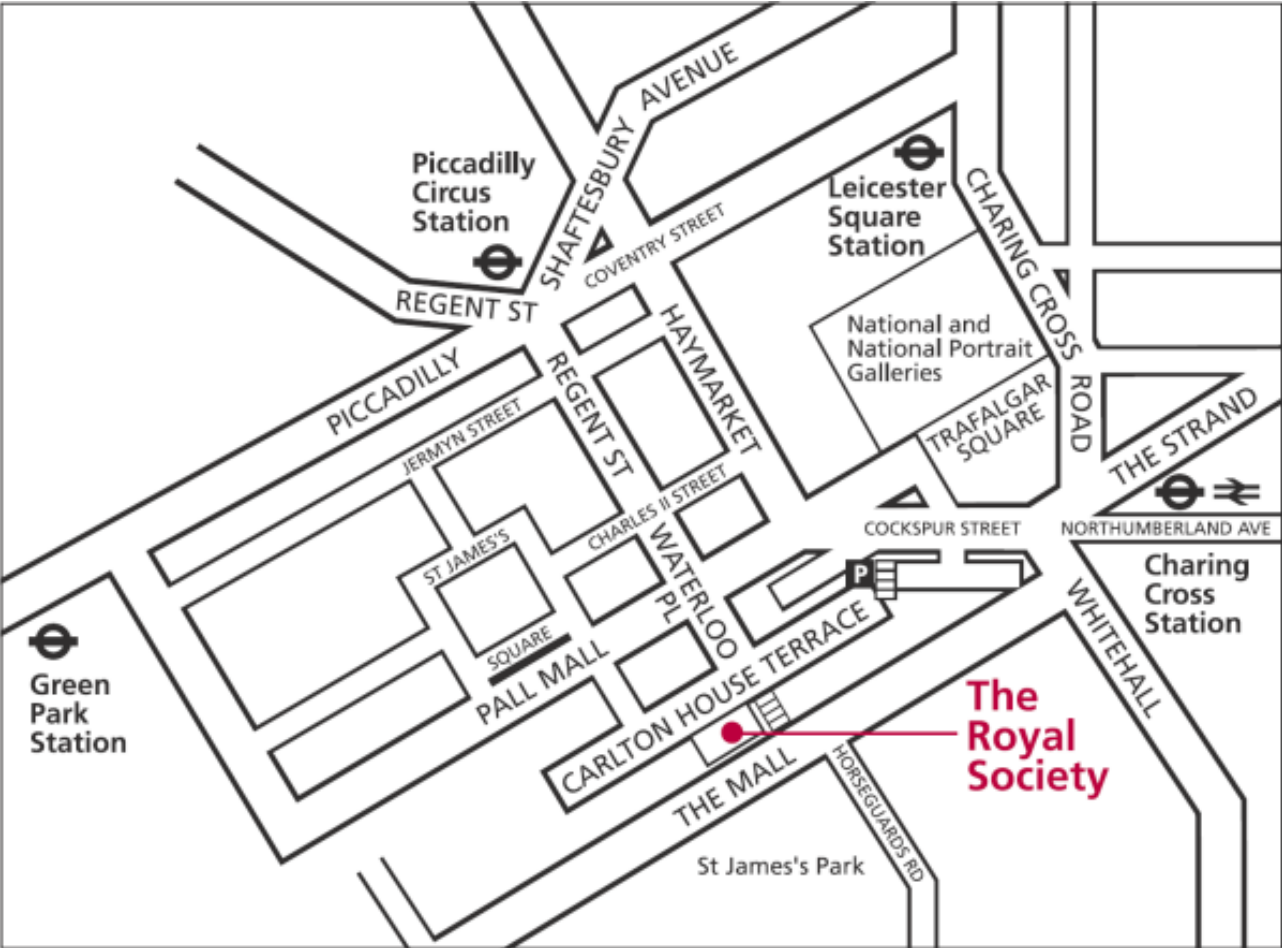 SHAFTESBURY AVENUE
Piccadilly
Circus
Station
Leicester
Square
Station
CHARING CROSS
ROAD
COVENTRY STREET
REGENT ST
HAYMARKET
National and
National Portrait
Galleries
PICCADILLY
REGENT ST
TRAFALGAR
SQUARE
JERMYN STREET
THE STRAND
CHARLES II STREET
COCKSPUR STREET
NORTHUMBERLAND AVE
ST JAMES'S
SQUARE
WATERLOO
PL
P
Charing
Cross
Station
WHITEHALL
PALL MALL
CARLTON HOUSE TERRACE
Green
Park
Station
The
Royal
Society
THE MALL
HORSEGUARDS RD
St James's Park